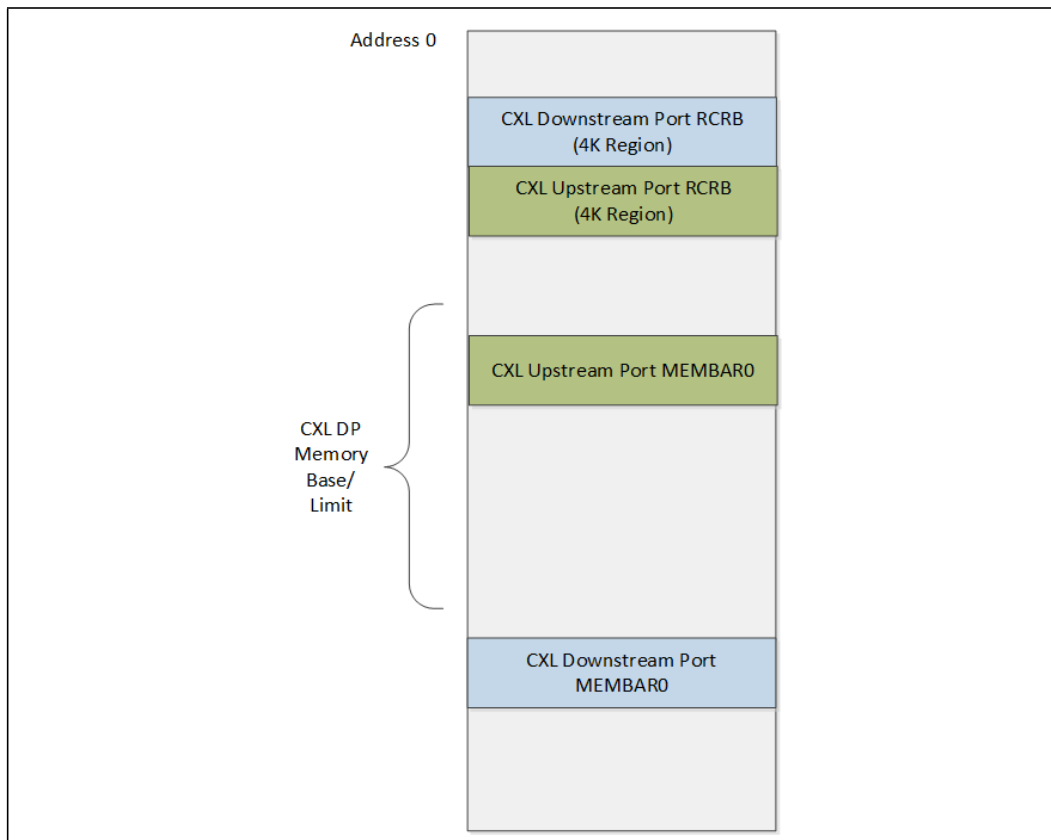 Address 0
CXL Downstream Port RCRB
(4K Region)
CXL Upstream Port RCRB
(4K Region)
CXL Upstream Port MEMBAR0
CXL DP
Memory
Base/
Limit
CXL Downstream Port
MEMBAR0